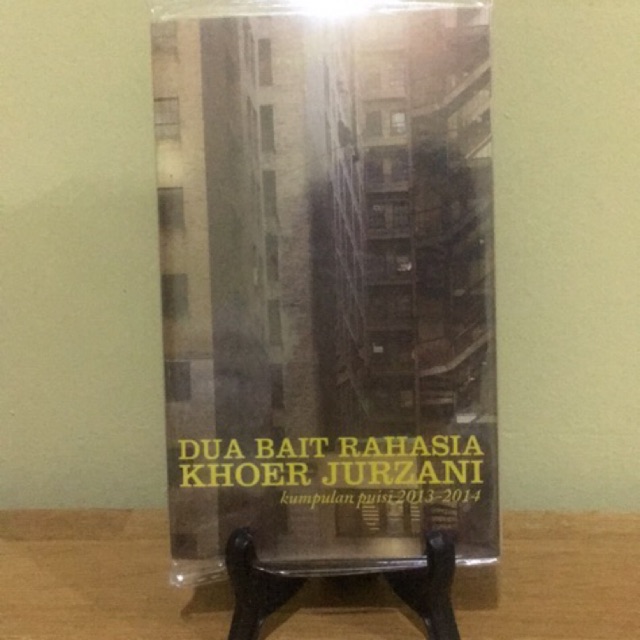 DUA BAIT RAHASIA
KHOER JURZANI
kumpulan puisi 2013-2014